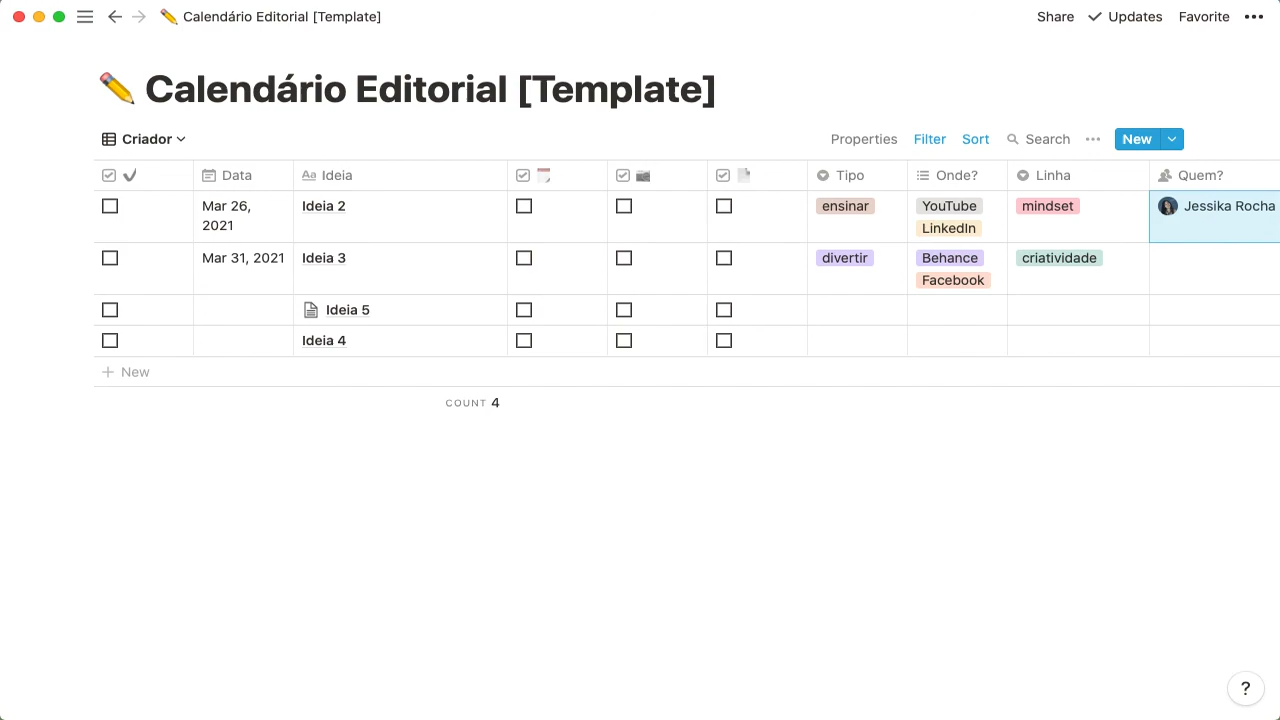 Calendário Editorial [Template]
Share Updates Favorite
Calendário Editorial [Template]
Criador
Properties Filter Sort Search New
Data Ideia Tipo Onde? Linha Quem?
Mar 26, 2021 Ideia 2 ensinar YouTube LinkedIn mindset Jessika Rocha
Mar 31, 2021 Ideia 3 divertir Behance Facebook criatividade
Ideia 5
Ideia 4
New
COUNT 4
?